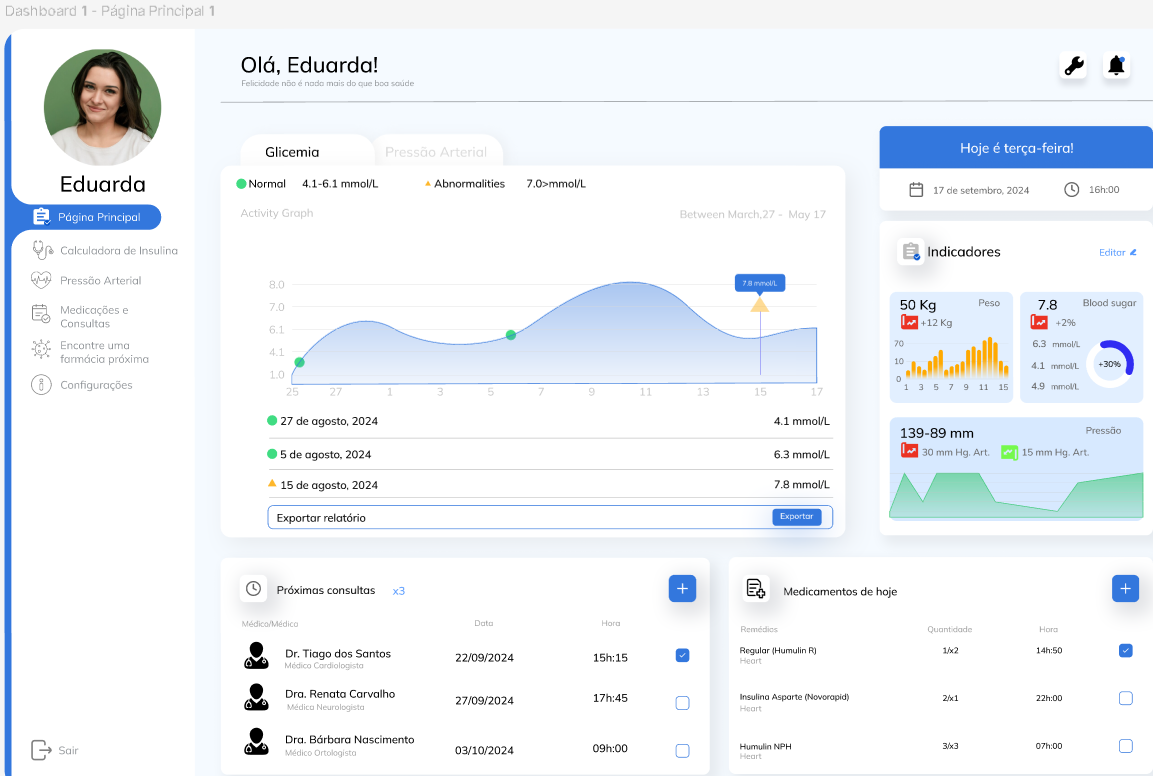 Dashboard 1 - Página Principal 1
Eduarda
Página Principal
Calculadora de Insulina
Pressão Arterial
Medicações e
Consultas
Encantre uma
formácia próxima
Configurações
Sair
Olá, Eduarda!
Felicidade não é nada mais do que boa saúde
Glicemia
Pressão Arterial
Normal 4.1-6.1 mmol/L Abnormalities 7.0>mmol/L
Activity Graph Between March,27 - May 17
7.8 mmol/L
8.0
7.0
6.1
4.1
1.0
25 27 1 3 5 7 9 11 13 15 17
27 de agosto, 2024 4.1 mmol/L
5 de agosto, 2024 6.3 mmol/L
15 de agosto, 2024 7.8 mmol/L
Exportar relatório Exportar
Hoje é terça-feira!
17 de setembro, 2024 16h00
Indicadores Editar
50 Kg Peso
+12 Kg
70
10
0
1 3 5 7 9 11 15
7.8 Blood sugar
+2%
6.3 mmol/L
4.1 mmol/L
4.9 mmol/L
+30%
139-89 mm Pressão
30 mm Hg. Art. 15 mm Hg. Art.
Próximas consultas x3
Médico/Médico Data Hora
Dr. Tiago dos Santos 22/09/2024 15h:15
Médico Cardiologista
Dra. Renata Carvalho 27/09/2024 17h:45
Médico Neurologista
Dra. Bárbara Nascimento 03/10/2024 09h:00
Médico Ortologista
Medicamentos de hoje
Remédios Quantidade Hora
Regular (Humulin R) 1/x2 14h:50
Heart
Insulina Asparte (Novorapid) 2/x1 22h:00
Heart
Humulin NPH 3/x3 07h:00
Heart